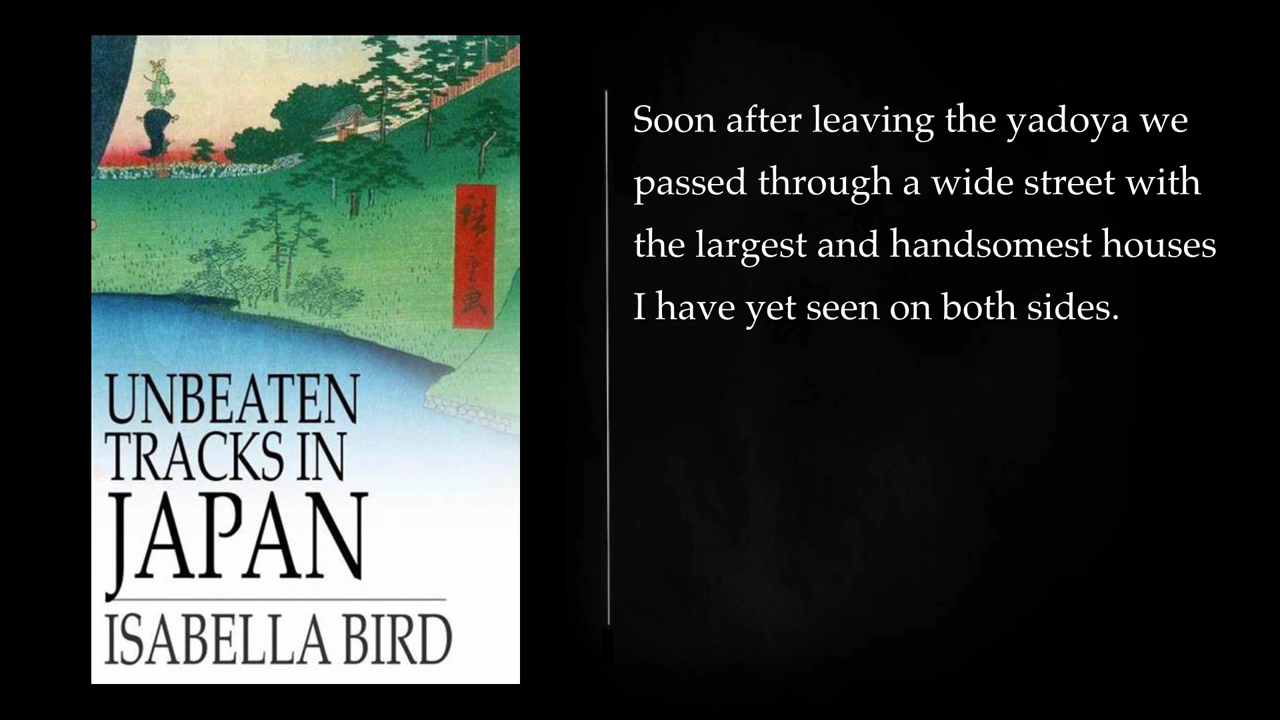 UNBEATEN
TRACKS IN
JAPAN
ISABELLA BIRD
Soon after leaving the yadoya we
passed through a wide street with
the largest and handsomest houses
I have yet seen on both sides.